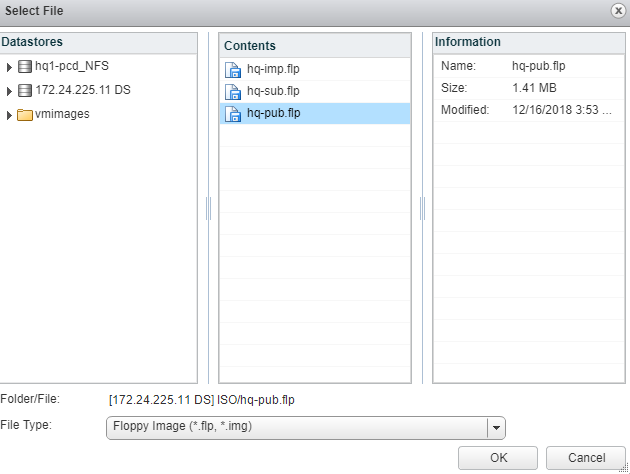 Select File
Datastores
hq1-pcd_NFS
172.24.225.11 DS
vmimages
Contents
hq-imp.flp
hq-sub.flp
hq-pub.flp
Information
Name: hq-pub.flp
Size: 1.41 MB
Modified: 12/16/2018 3:53 ...
Folder/File: [172.24.225.11 DS] ISO/hq-pub.flp
File Type: Floppy Image (*.flp, *.img)
OK Cancel